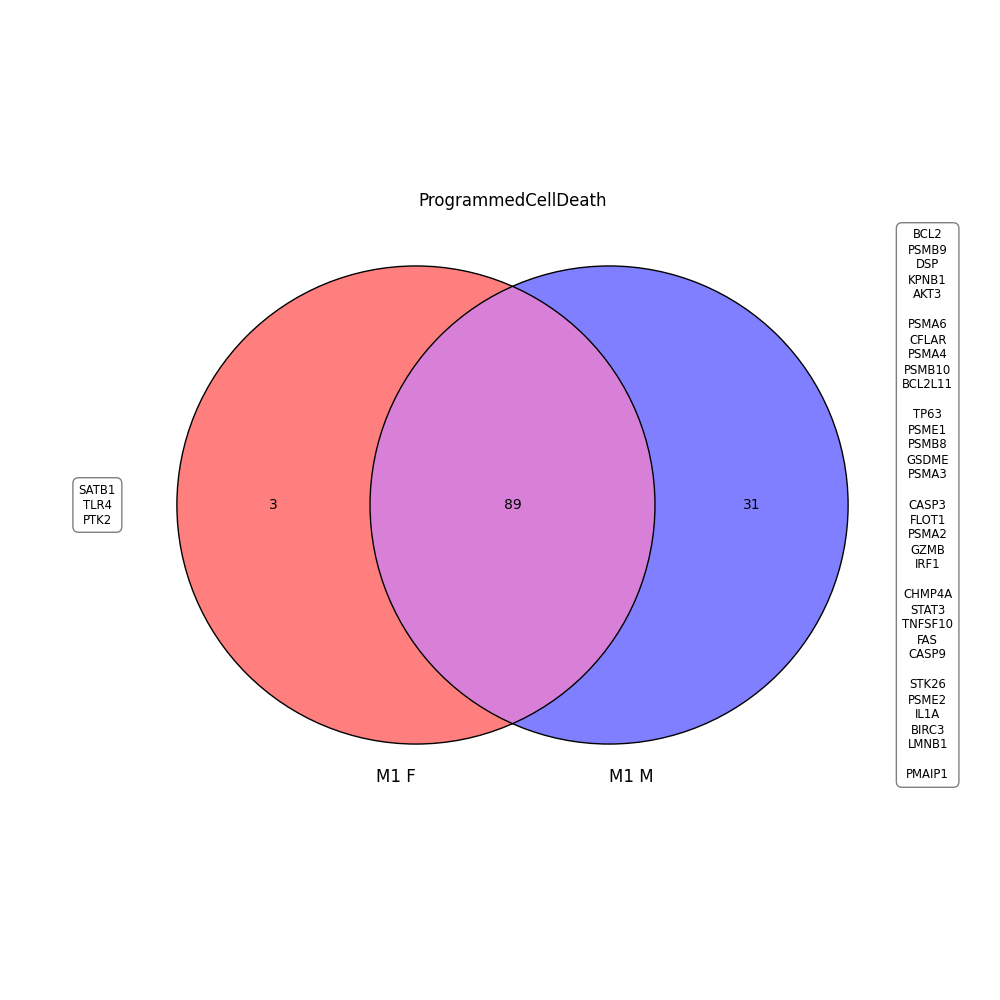 ProgrammedCellDeath
SATB1
TLR4
PTK2
3
89
31
M1 F
M1 M
BCL2
PSMB9
DSP
KPNB1
AKT3
PSMA6
CFLAR
PSMA4
PSMB10
BCL2L11
TP63
PSME1
PSMB8
GSDME
PSMA3
CASP3
FLOT1
PSMA2
GZMB
IRF1
CHMP4A
STAT3
TNFSF10
FAS
CASP9
STK26
PSME2
IL1A
BIRC3
LMNB1
PMAIP1